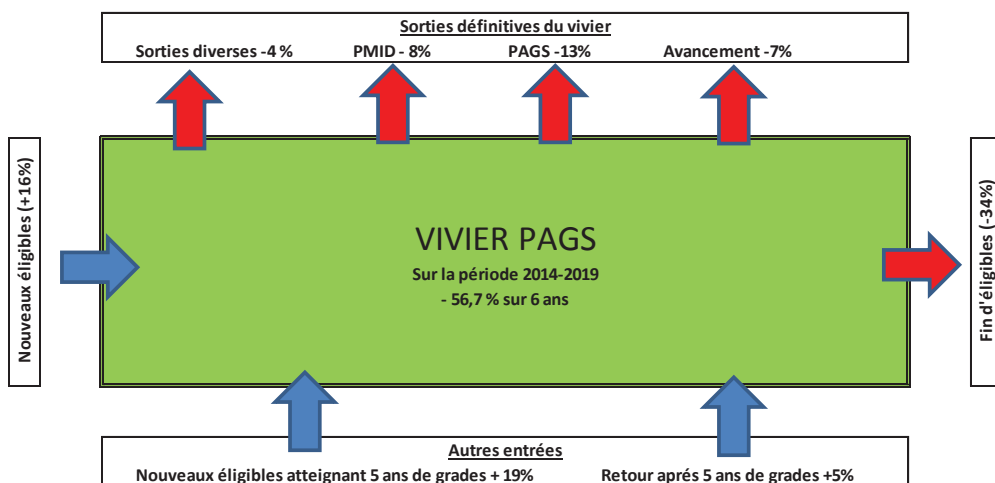 Sorties définitives du vivier
Sorties diverses -4 % PMID - 8% PAGS -13% Avancement -7%
Nouveaux éligibles (+16%)
VIVIER PAGS
Sur la période 2014-2019
- 56,7 % sur 6 ans
Fin d'éligibles (-34%)
Autres entrées
Nouveaux éligibles atteignant 5 ans de grades + 19% Retour aprés 5 ans de grades +5%